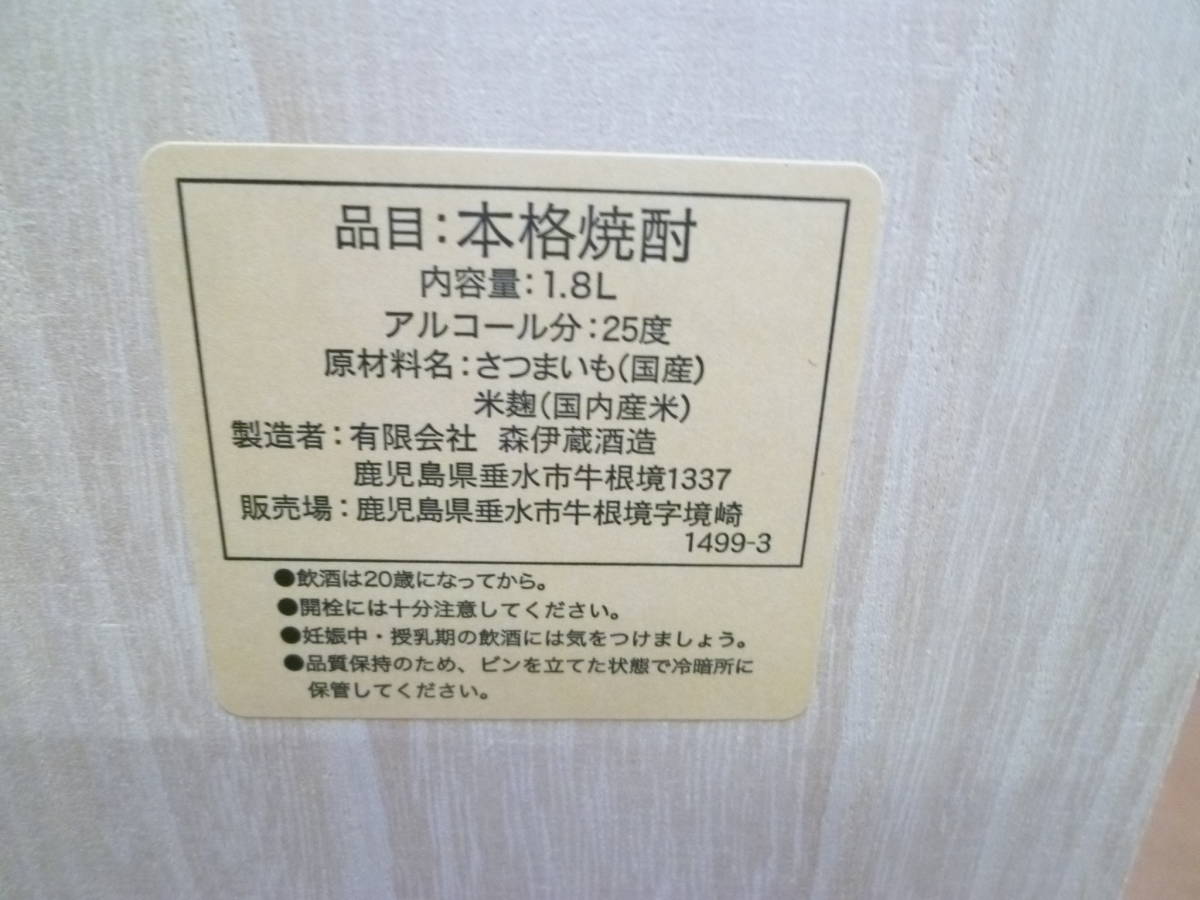 品目：本格焼酎
内容量：1.8L
アルコール分：25度
原材料名：さつまいも(国産)
米麹(国内産米)
製造者：有限会社 森伊蔵酒造
鹿児島県垂水市牛根境1337
販売場：鹿児島県垂水市牛根境字境崎
1499-3
●飲酒は20歳になってから。
●開栓には十分注意してください。
●妊娠中・授乳期の飲酒には気をつけましょう。
●品質保持のため、ビンを立てた状態で冷暗所に
保管してください。